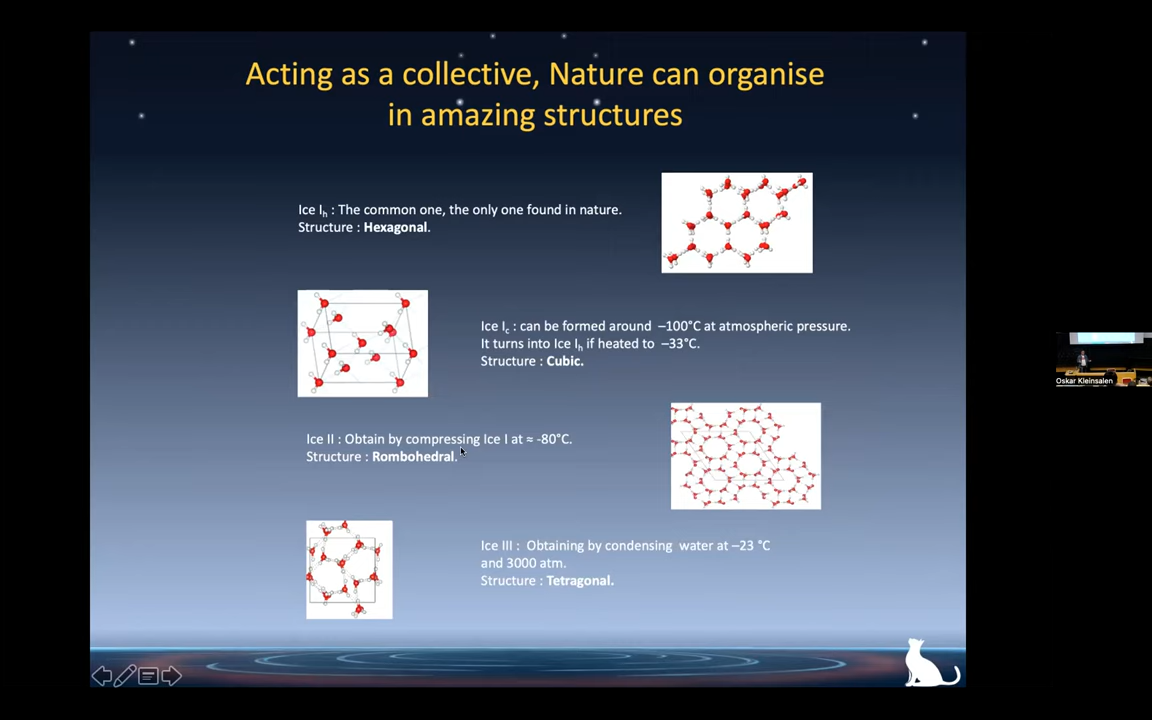 Acting as a collective, Nature can organise
in amazing structures
Ice Ih : The common one, the only one found in nature.
Structure : Hexagonal.
Ice Ic : can be formed around –100°C at atmospheric pressure.
It turns into Ice Ih if heated to –33°C.
Structure : Cubic.
Ice II : Obtain by compressing Ice I at ≈ -80°C.
Structure : Rombohedral.
Ice III : Obtaining by condensing water at –23 °C
and 3000 atm.
Structure : Tetragonal.
Oskar Kleinsalen